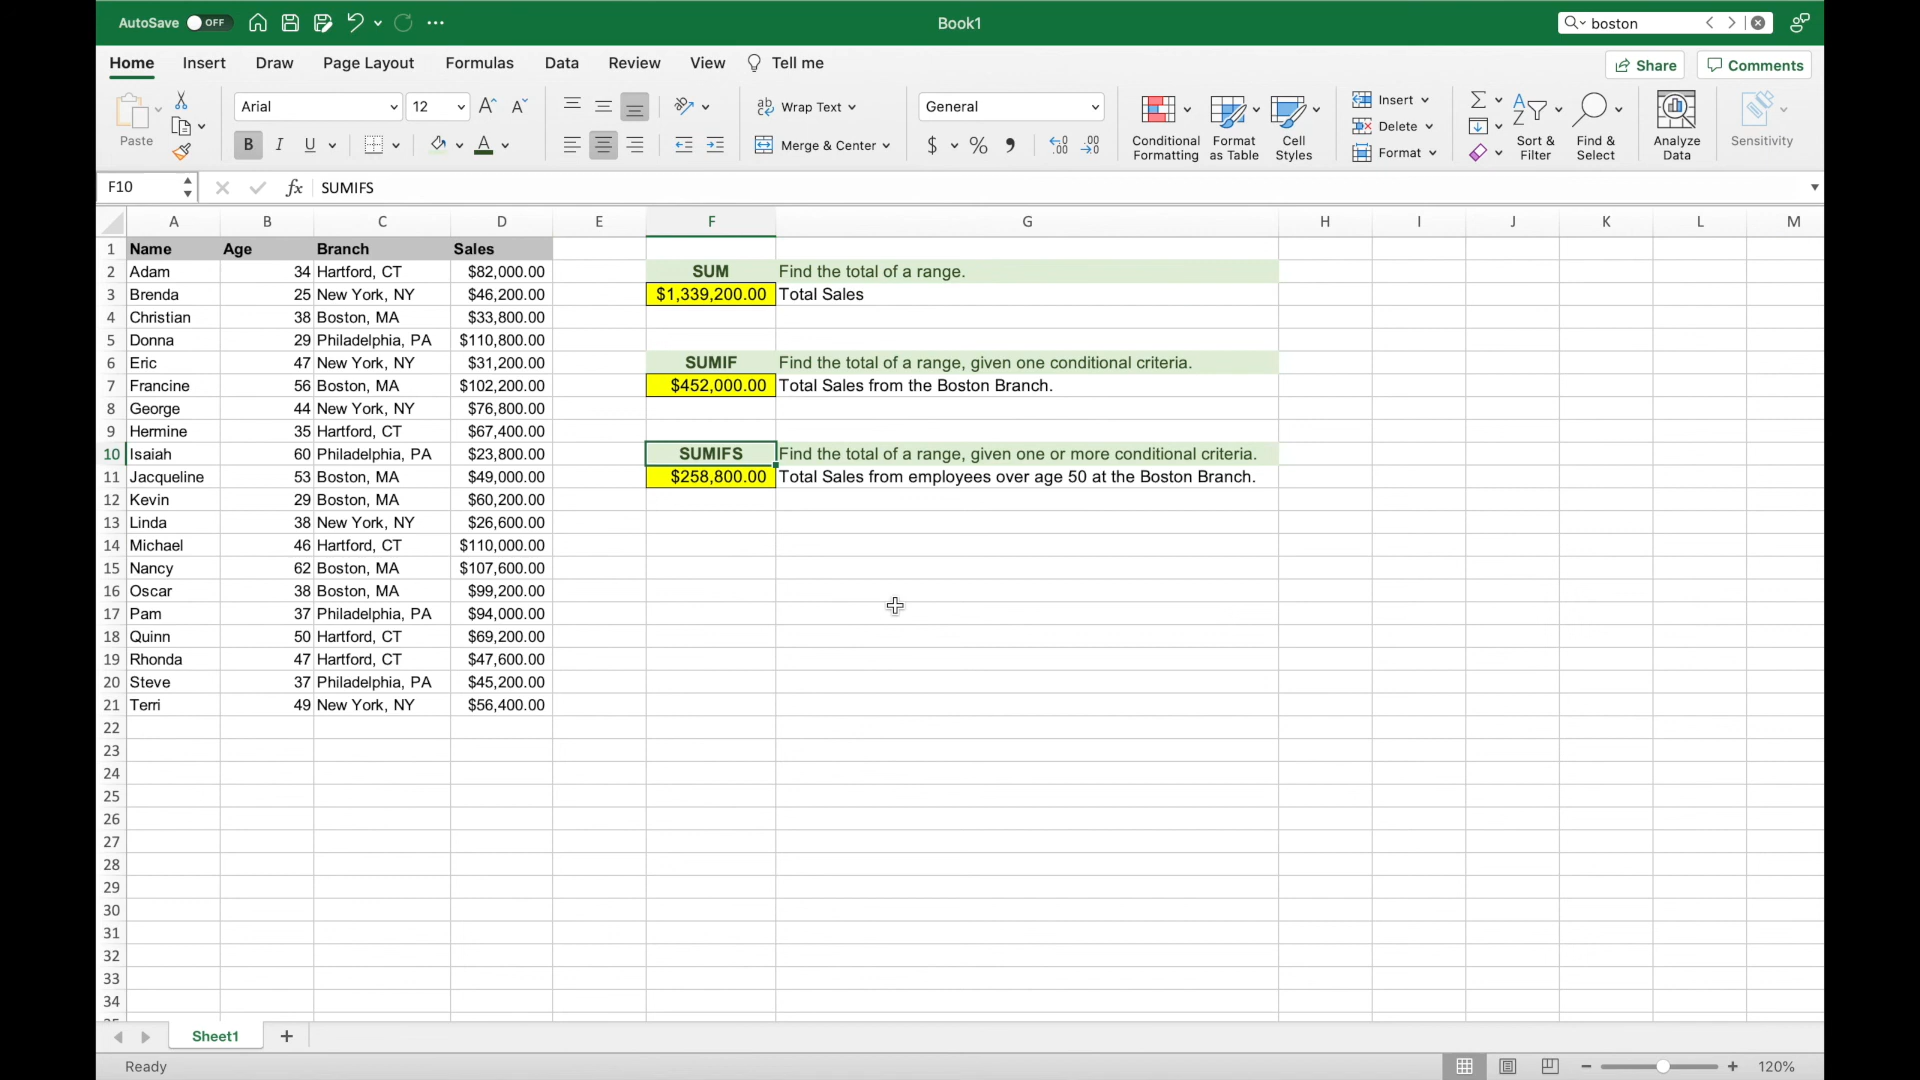 AutoSave OFF
Book1
boston
Home Insert Draw Page Layout Formulas Data Review View Tell me
Share Comments
Paste
Arial 12
B I U
Wrap Text
Merge & Center
General
$ % ,
Conditional Formatting
Format as Table
Cell Styles
Insert
Delete
Format
Sort & Filter
Find & Select
Analyze Data
Sensitivity
F10 fx SUMIFS
A B C D E F G H I J K L M
1 Name Age Branch Sales
2 Adam 34 Hartford, CT $82,000.00 SUM Find the total of a range.
3 Brenda 25 New York, NY $46,200.00 $1,339,200.00 Total Sales
4 Christian 38 Boston, MA $33,800.00
5 Donna 29 Philadelphia, PA $110,800.00
6 Eric 47 New York, NY $31,200.00 SUMIF Find the total of a range, given one conditional criteria.
7 Francine 56 Boston, MA $102,200.00 $452,000.00 Total Sales from the Boston Branch.
8 George 44 New York, NY $76,800.00
9 Hermine 35 Hartford, CT $67,400.00
10 Isaiah 60 Philadelphia, PA $23,800.00 SUMIFS Find the total of a range, given one or more conditional criteria.
11 Jacqueline 53 Boston, MA $49,000.00 $258,800.00 Total Sales from employees over age 50 at the Boston Branch.
12 Kevin 29 Boston, MA $60,200.00
13 Linda 38 New York, NY $26,600.00
14 Michael 46 Hartford, CT $110,000.00
15 Nancy 62 Boston, MA $107,600.00
16 Oscar 38 Boston, MA $99,200.00
17 Pam 37 Philadelphia, PA $94,000.00
18 Quinn 50 Hartford, CT $69,200.00
19 Rhonda 47 Hartford, CT $47,600.00
20 Steve 37 Philadelphia, PA $45,200.00
21 Terri 49 New York, NY $56,400.00
22
23
24
25
26
27
28
29
30
31
32
33
34
Sheet1
Ready
120%